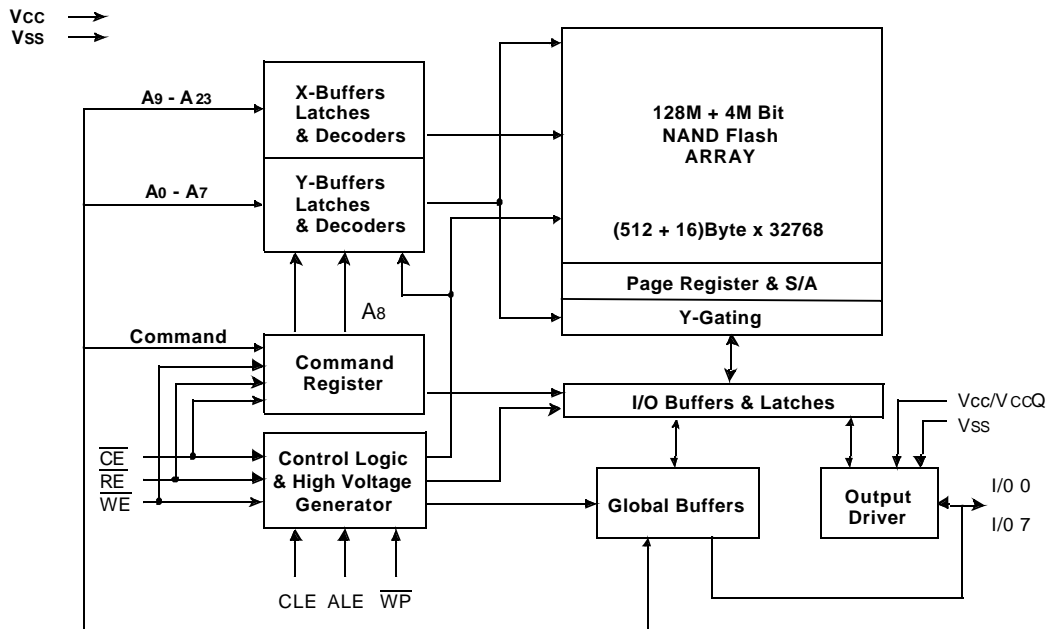 VCC
VSS
A9 - A23
X-Buffers
Latches
& Decoders
A0 - A7
Y-Buffers
Latches
& Decoders
128M + 4M Bit
NAND Flash
ARRAY
(512 + 16)Byte x 32768
Page Register & S/A
Y-Gating
A8
Command
Command
Register
I/O Buffers & Latches
Vcc/VCCQ
VSS
CE
RE
WE
Control Logic
& High Voltage
Generator
Global Buffers
Output
Driver
I/0 0
I/0 7
CLE ALE WP